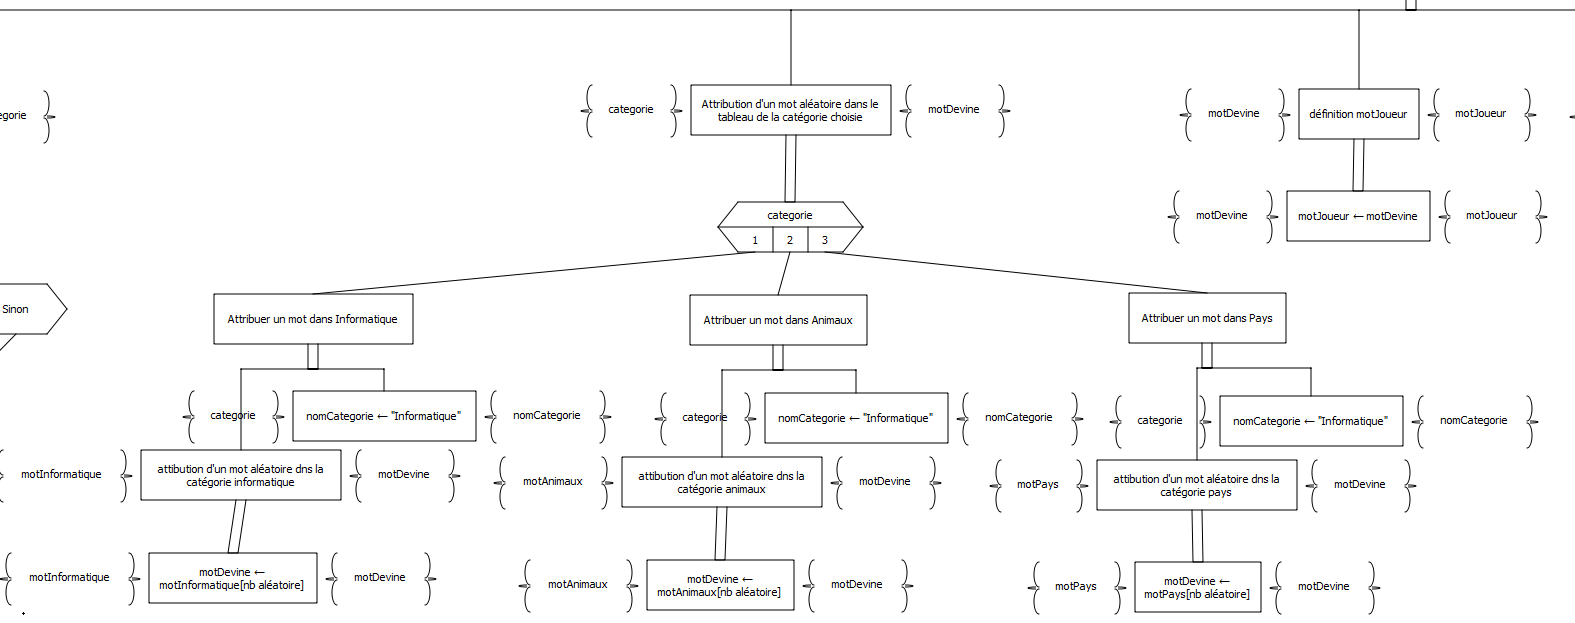 egorie
categorie
Attribution d'un mot aléatoire dans le
tableau de la catégorie choisie
motDevine
motDevine
définition motJoueur
motJoueur
motDevine
motJoueur ← motDevine
motJoueur
categorie
1 2 3
Sinon
Attribuer un mot dans Informatique
Attribuer un mot dans Animaux
Attribuer un mot dans Pays
categorie
nomCategorie ← "Informatique"
nomCategorie
categorie
nomCategorie ← "Informatique"
nomCategorie
categorie
nomCategorie ← "Informatique"
nomCategorie
motInformatique
attibution d'un mot aléatoire dns la
catégorie informatique
motDevine
motAnimaux
attibution d'un mot aléatoire dns la
catégorie animaux
motDevine
motPays
attibution d'un mot aléatoire dns la
catégorie pays
motDevine
motInformatique
motDevine ←
motInformatique[nb aléatoire]
motDevine
motAnimaux
motDevine ←
motAnimaux[nb aléatoire]
motDevine
motPays
motDevine ←
motPays[nb aléatoire]
motDevine